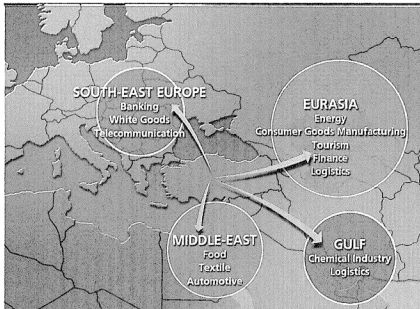 SOUTH-EAST EUROPE
Banking
White Goods
Telecommunication
EURASIA
Energy
Consumer Goods Manufacturing
Tourism
Finance
Logistics
MIDDLE-EAST
Food
Textile
Automotive
GULF
Chemical Industry
Logistics